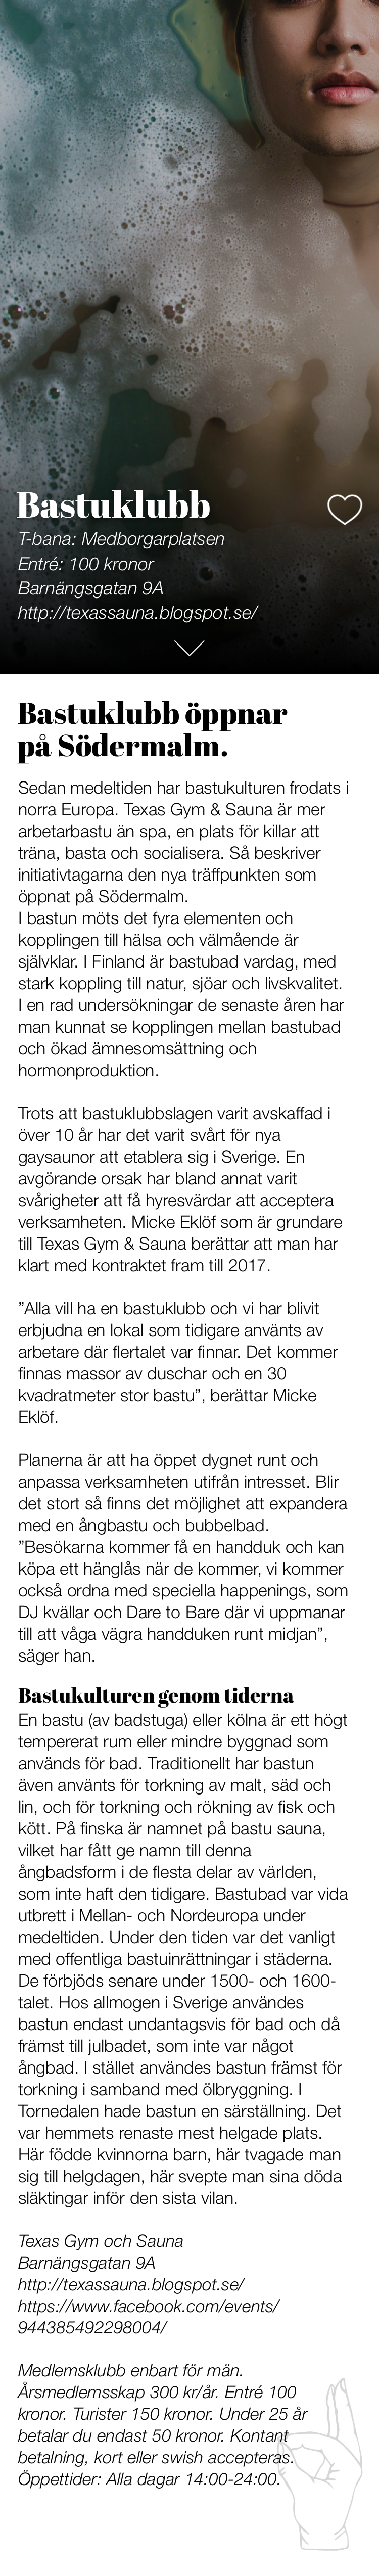 Bastuklubb
T-bana: Medborgarplatsen
Entré: 100 kronor
Barnängsgatan 9A
http://texassauna.blogspot.se/
Bastuklubb öppnar
på Södermalm.
Sedan medeltiden har bastukulturen frodats i
norra Europa. Texas Gym & Sauna är mer
arbetarbastu än spa, en plats för killar att
träna, basta och socialisera. Så beskriver
initiativtagarna den nya träffpunkten som
öppnat på Södermalm.
I bastun möts det fyra elementen och
kopplingen till hälsa och välmående är
självklar. I Finland är bastubad vardag, med
stark koppling till natur, sjöar och livskvalitet.
I en rad undersökningar de senaste åren har
man kunnat se kopplingen mellan bastubad
och ökad ämnesomsättning och
hormonproduktion.
Trots att bastuklubbslagen varit avskaffad i
över 10 år har det varit svårt för nya
gaysaunor att etablera sig i Sverige. En
avgörande orsak har bland annat varit
svårigheter att få hyresvärdar att acceptera
verksamheten. Micke Eklöf som är grundare
till Texas Gym & Sauna berättar att man har
klart med kontraktet fram till 2017.
”Alla vill ha en bastuklubb och vi har blivit
erbjudna en lokal som tidigare använts av
arbetare där flertalet var finnar. Det kommer
finnas massor av duschar och en 30
kvadratmeter stor bastu”, berättar Micke
Eklöf.
Planerna är att ha öppet dygnet runt och
anpassa verksamheten utifrån intresset. Blir
det stort så finns det möjlighet att expandera
med en ångbastu och bubbelbad.
”Besökarna kommer få en handduk och kan
köpa ett hänglås när de kommer, vi kommer
också ordna med speciella happenings, som
DJ kvällar och Dare to Bare där vi uppmanar
till att våga vägra handduken runt midjan”,
säger han.
Bastukulturen genom tiderna
En bastu (av badstuga) eller kölna är ett högt
tempererat rum eller mindre byggnad som
används för bad. Traditionellt har bastun
även använts för torkning av malt, säd och
lin, och för torkning och rökning av fisk och
kött. På finska är namnet på bastu sauna,
vilket har fått ge namn till denna
ångbadsform i de flesta delar av världen,
som inte haft den tidigare. Bastubad var vida
utbrett i Mellan- och Nordeuropa under
medeltiden. Under den tiden var det vanligt
med offentliga bastuinrättningar i städerna.
De förbjöds senare under 1500- och 1600-
talet. Hos allmogen i Sverige användes
bastun endast undantagsvis för bad och då
främst till julbadet, som inte var något
ångbad. I stället användes bastun främst för
torkning i samband med ölbryggning. I
Tornedalen hade bastun en särställning. Det
var hemmets renaste mest helgade plats.
Här födde kvinnorna barn, här tvagade man
sig till helgdagen, här svepte man sina döda
släktingar inför den sista vilan.
Texas Gym och Sauna
Barnängsgatan 9A
http://texassauna.blogspot.se/
https://www.facebook.com/events/
944385492298004/
Medlemsklubb enbart för män.
Årsmedlemsskap 300 kr/år. Entré 100
kronor. Turister 150 kronor. Under 25 år
betalar du endast 50 kronor. Kontant
betalning, kort eller swish accepteras.
Öppettider: Alla dagar 14:00-24:00.